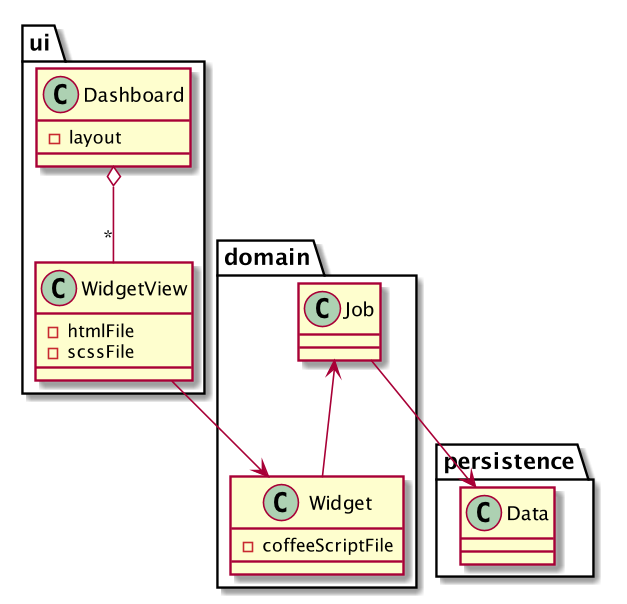 ui
C Dashboard
layout
*
C WidgetView
htmlFile
scssFile
domain
C Job
C Widget
coffeeScriptFile
persistence
C Data